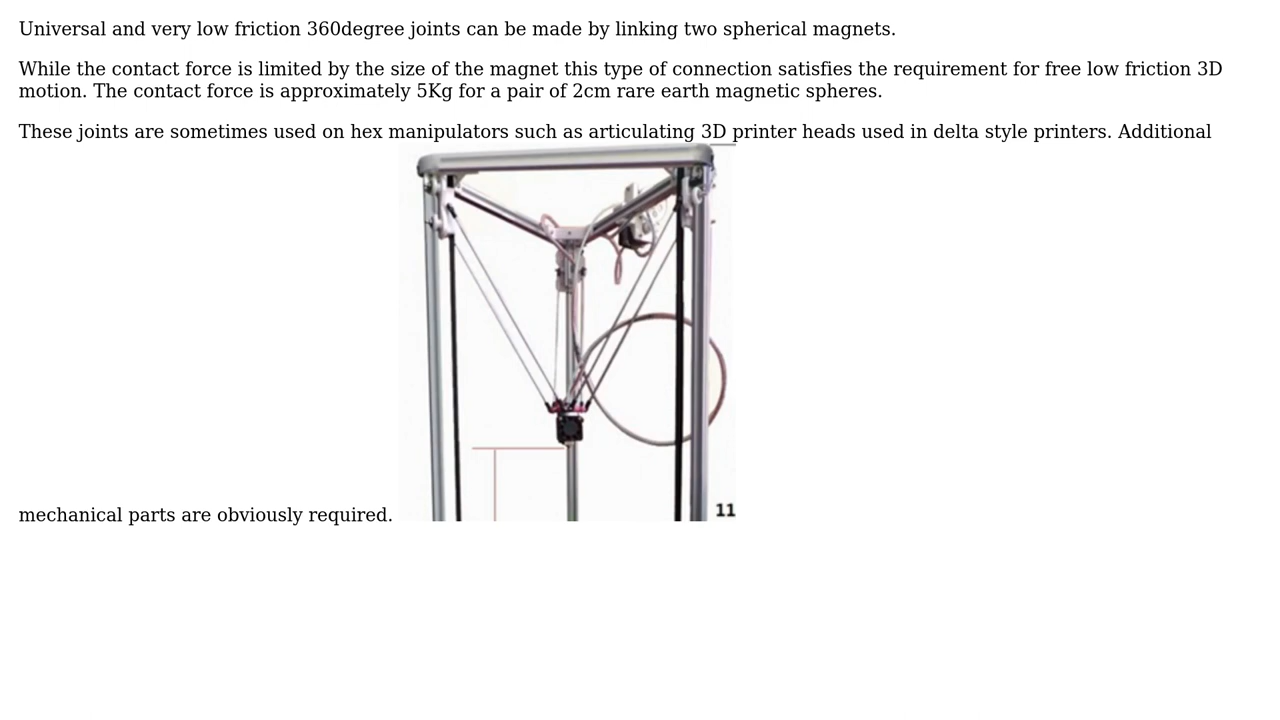 Universal and very low friction 360degree joints can be made by linking two spherical magnets.
While the contact force is limited by the size of the magnet this type of connection satisfies the requirement for free low friction 3D
motion. The contact force is approximately 5Kg for a pair of 2cm rare earth magnetic spheres.
These joints are sometimes used on hex manipulators such as articulating 3D printer heads used in delta style printers. Additional
mechanical parts are obviously required.
11